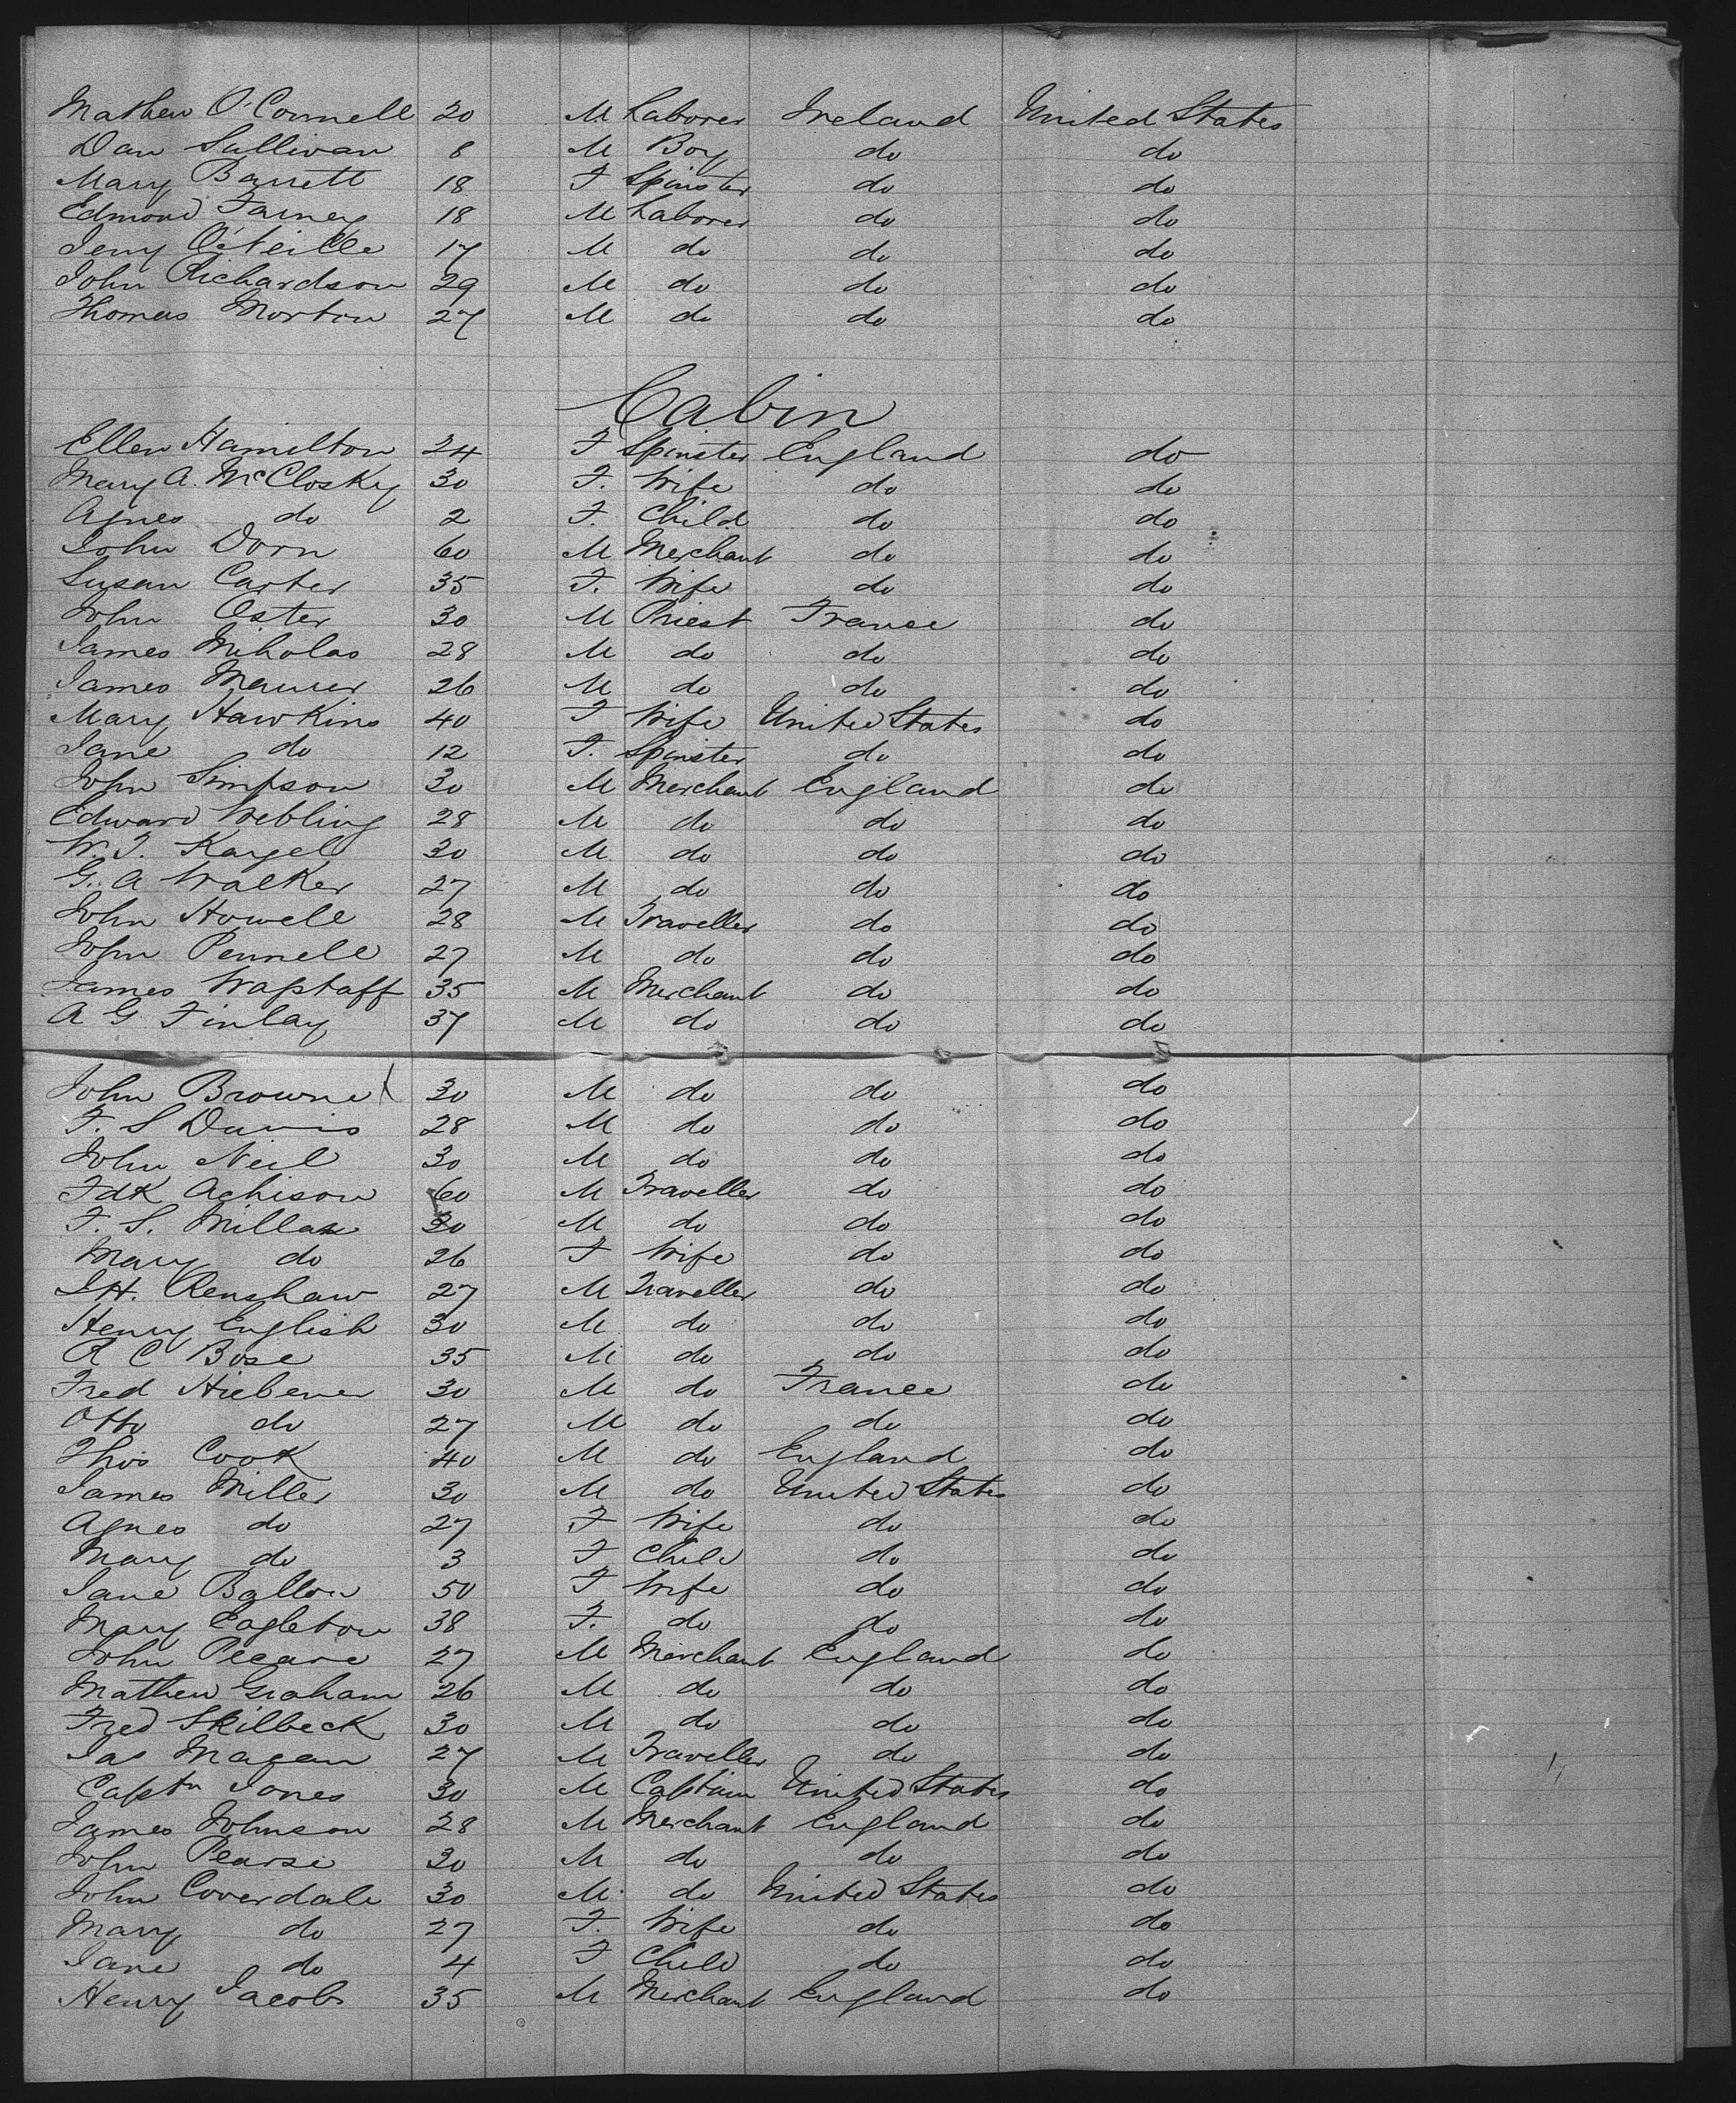 Mathew O'Connell 20 M Laborer Ireland United States
Dan Sullivan 8 M Boy do do
Mary Barrett 18 F Spinster do do
Edmond Farney 18 M Laborer do do
Jerry O'Neille 17 M do do do
John Richardson 29 M do do do
Thomas Morton 27 M do do do
Cabin
Ellen Hamilton 24 F Spinster England do
Mary A. McClosky 30 F. Wife do do
Agnes do 2 F. Child do do
John Dorn 60 M Merchant do do
Susan Carter 35 F. Wife do do
John Oster 30 M Priest France do
James Niholas 28 M do do do
James Maurer 26 M do do do
Mary Hawkins 40 F Wife United States do
Jane do 12 F. Spinster do do
John Simpson 30 M Merchant England do
Edward Webling 28 M do do do
W. J. Kayel 30 M do do do
G. A Walker 27 M do do do
John Howell 28 M Traveller do do
John Pennell 27 M do do do
James Wagstaff 35 M Merchant do do
A G Finlay 37 M do do do
John Browne 30 M do do do
F. S Davis 28 M do do do
John Neil 30 M do do do
Fdk Achison 60 M Traveller do do
F. S. Millar 30 M do do do
Mary do 26 F Wife do do
J H. Renshaw 27 M Traveller do do
Henry English 30 M do do do
R C Bose 35 M do do do
Fred Hiebener 30 M do France do
Otto do 27 M do do do
Thos Cook 40 M do England do
James Miller 30 M do United States do
Agnes do 27 F Wife do do
Mary do 3 F Child do do
Jane Ballou 50 F Wife do do
Mary Eagleton 38 F. do do do
John Pecare 27 M Merchant England do
Mathew Graham 26 M do do do
Fred Skilbeck 30 M do do do
Jas Magan 27 M Traveller do do
Captn Jones 30 M Captain United States do
James Johnson 28 M Merchant England do
John Pearse 30 M do do do
John Coverdale 30 M. do United States do
Mary do 27 F. Wife do do
Jane do 4 F Child do do
Henry Jacobs 35 M Merchant England do